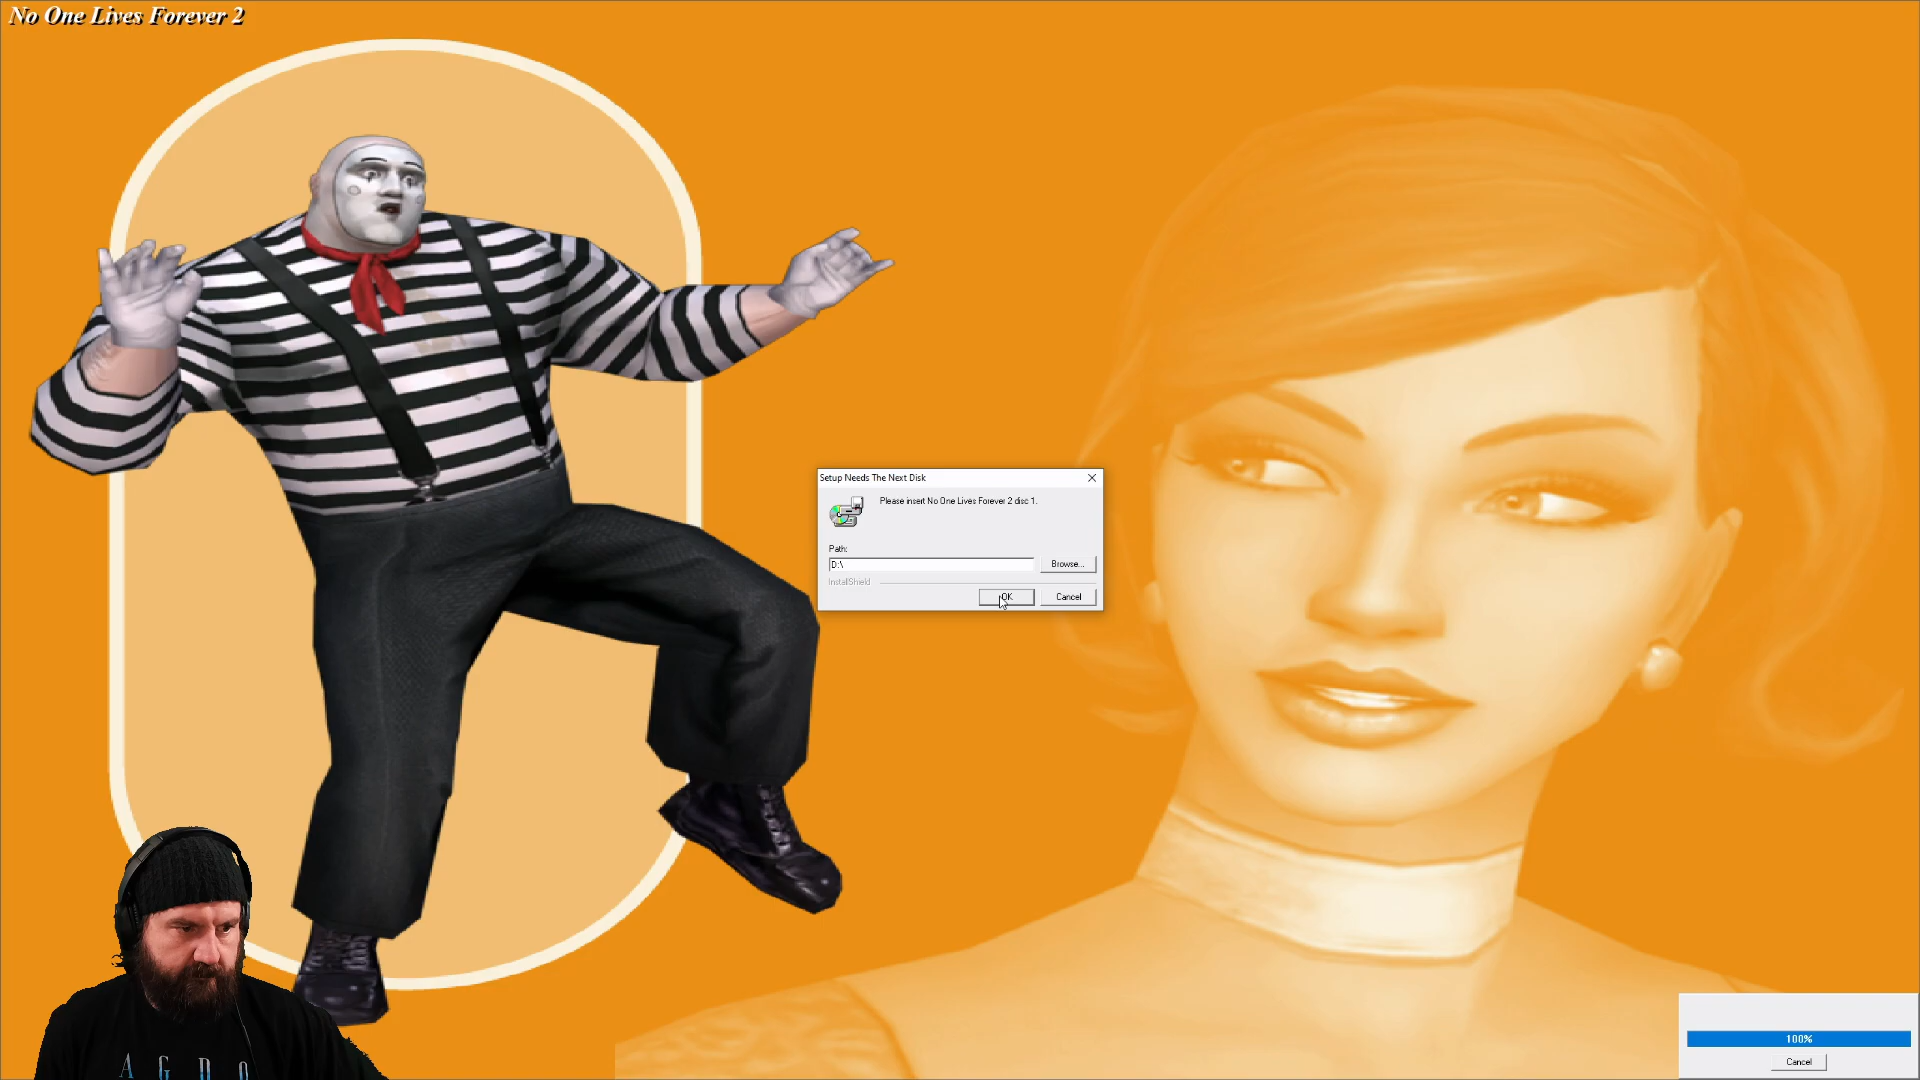 No One Lives Forever 2
Setup Needs The Next Disk
Please insert No One Lives Forever 2 disc 1.
Path:
D:\
Browse...
InstallShield
OK
Cancel
100%
Cancel
A G D Q